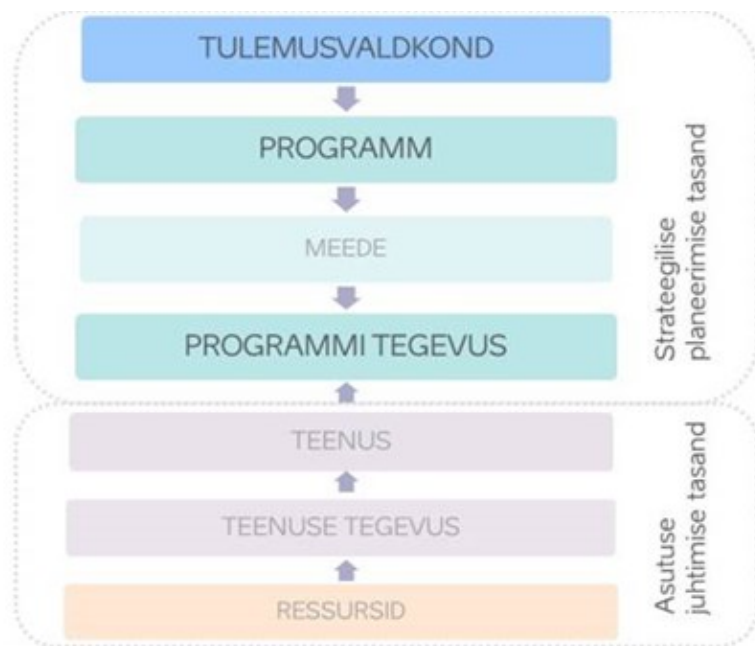 TULEMUSVALDKOND
PROGRAMM
MEEDE
PROGRAMMI TEGEVUS
Strateegilise
planeerimise tasand
TEENUS
TEENUSE TEGEVUS
RESSURSID
Asutuse
juhtimise tasand